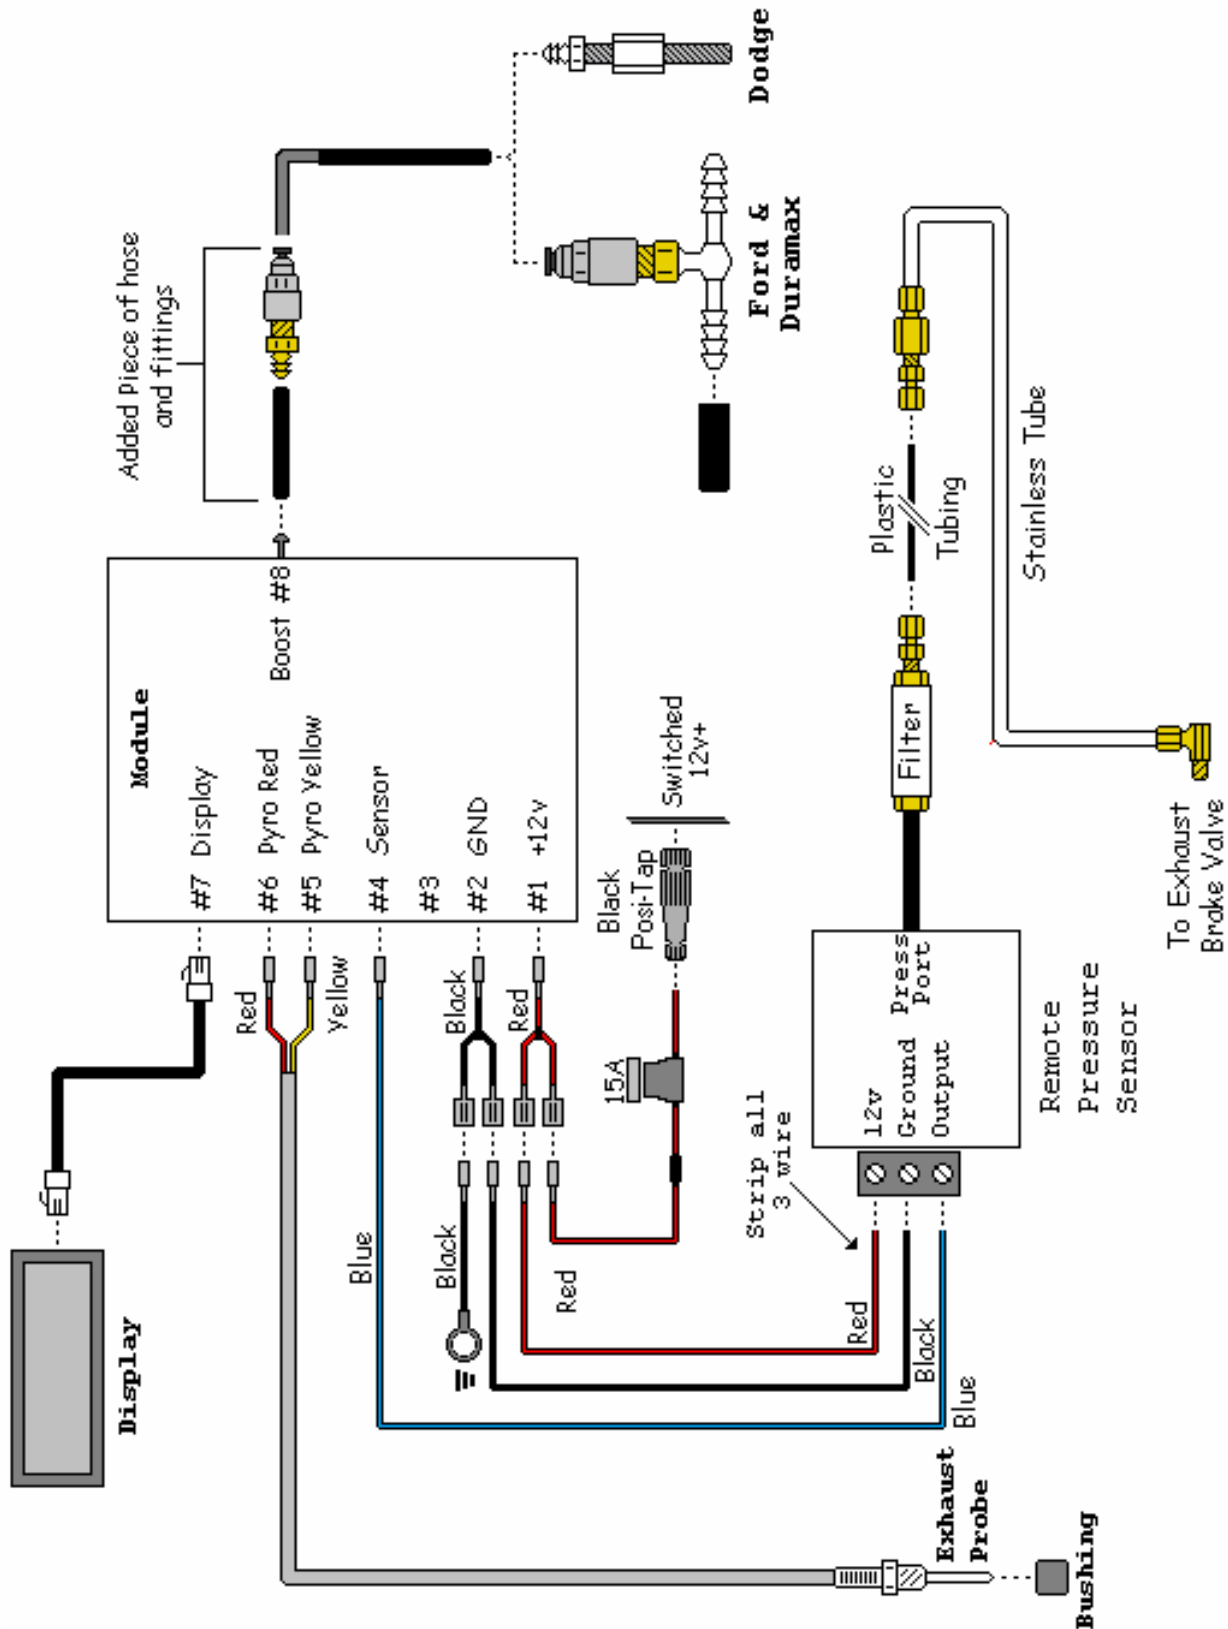 Display
Module
#7 Display
#6 Pyro Red
#5 Pyro Yellow
#4 Sensor
#3
#2 GND
#1 +12v
Boost #8
Added Piece of hose
and fittings
Dodge
Ford &
Duramax
Red
Yellow
Blue
Black
Black
Red
Red
15A
Black
Posi-Tap
Switched
12v+
Strip all
3 wire
Red
Black
Blue
12v
Ground
Output
Press
Port
Remote
Pressure
Sensor
Filter
Plastic
Tubing
Stainless Tube
To Exhaust
Brake Valve
Exhaust
Probe
Bushing